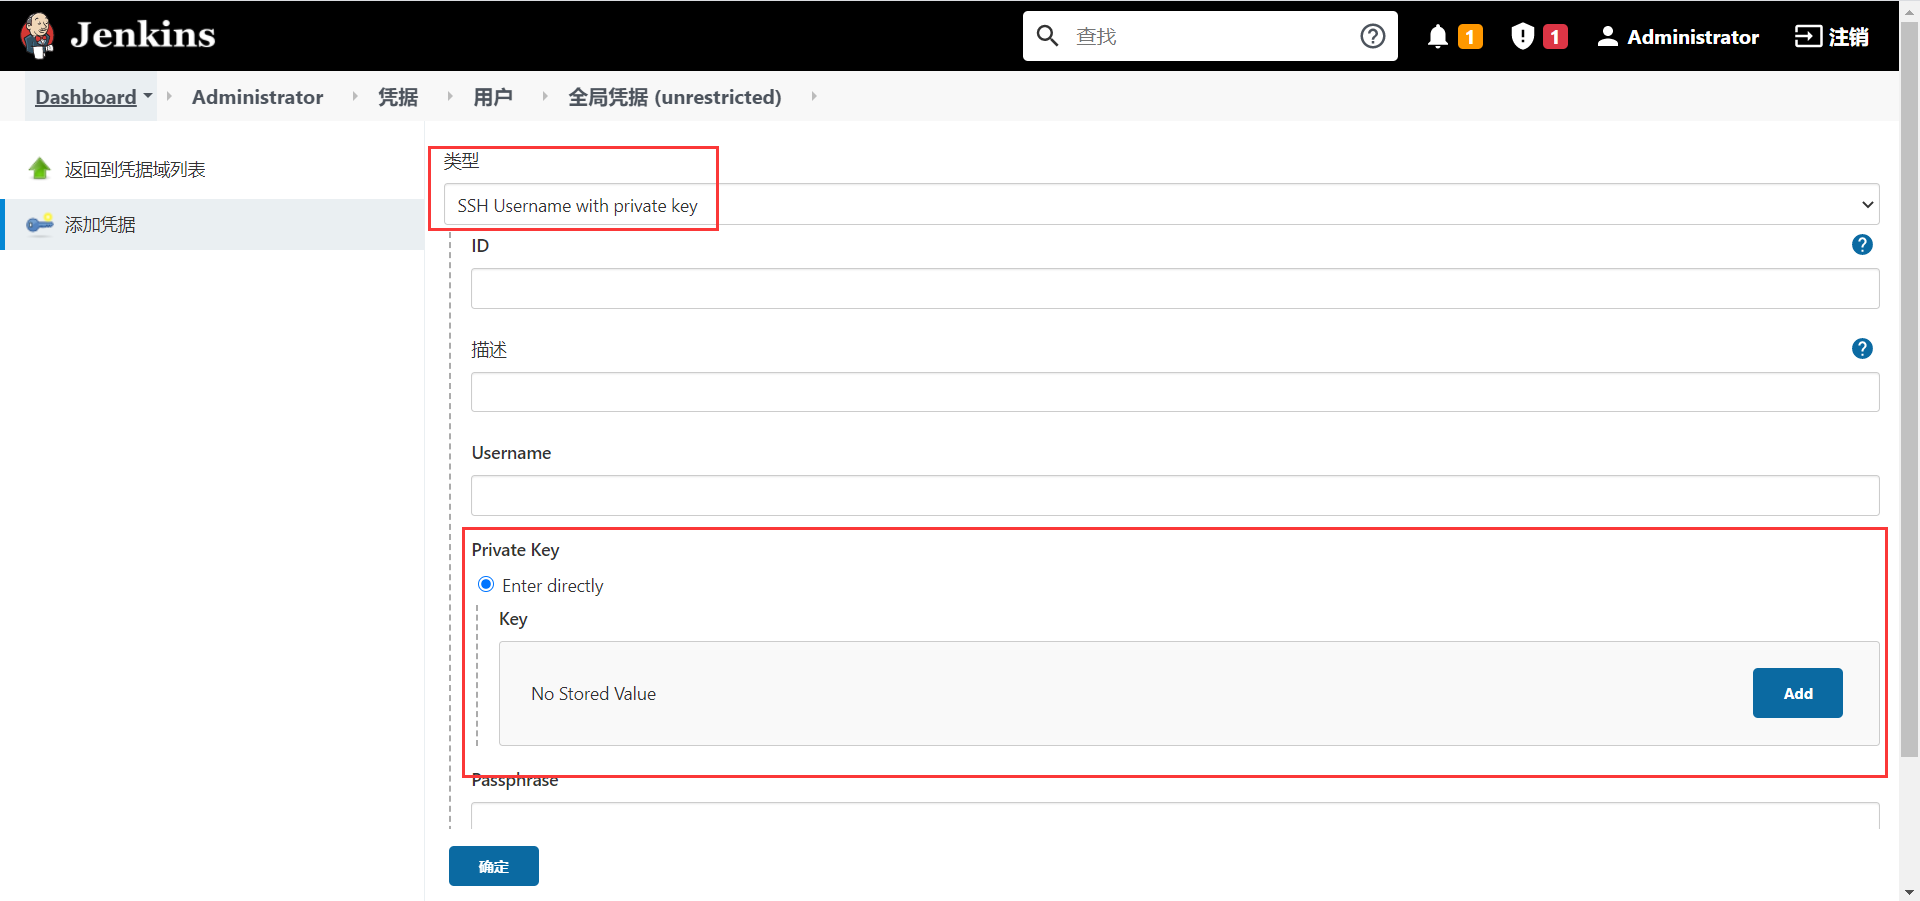 Jenkins
查找
1
1
Administrator
注销
Dashboard
Administrator
凭据
用户
全局凭据 (unrestricted)
返回到凭据域列表
添加凭据
类型
SSH Username with private key
ID
描述
Username
Private Key
Enter directly
Key
No Stored Value
Add
Passphrase
确定